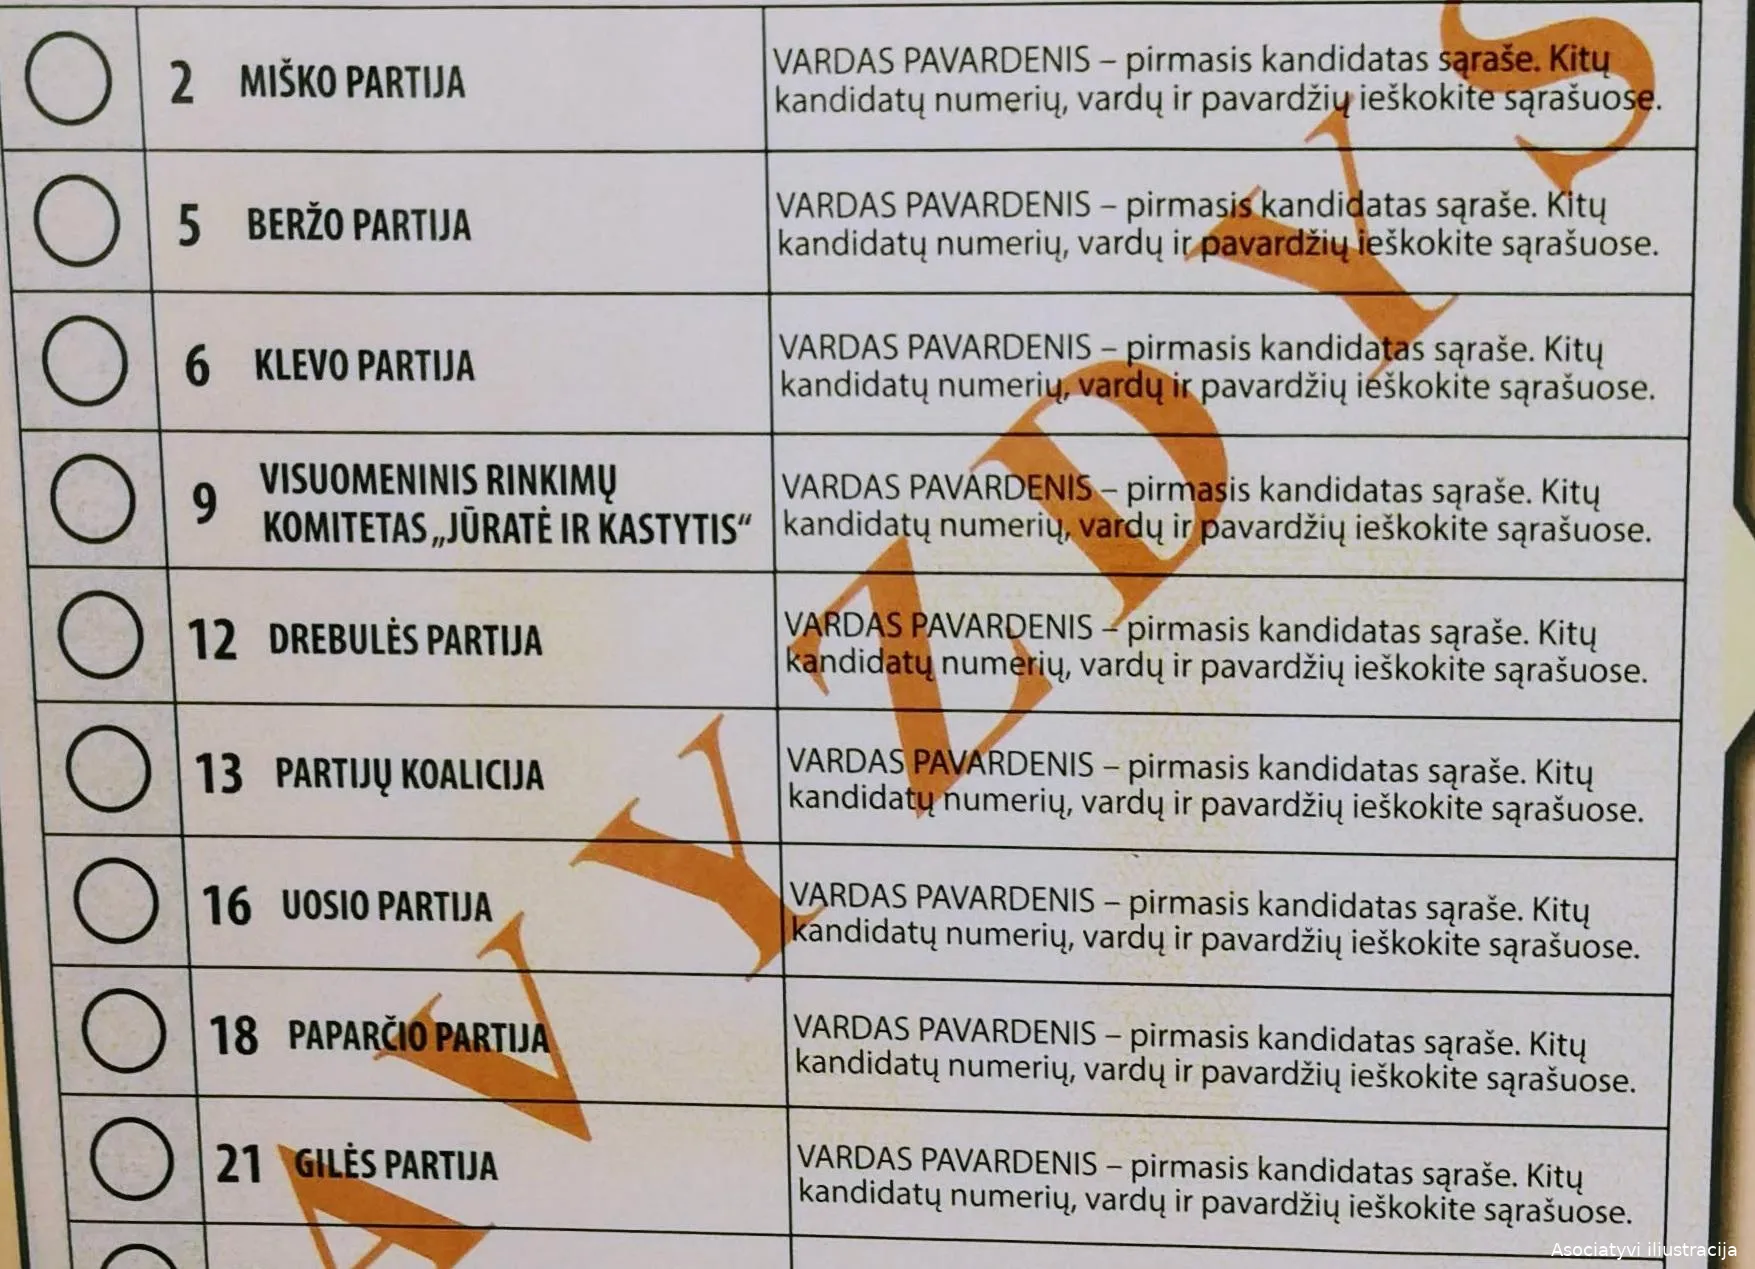 2 MIŠKO PARTIJA
VARDAS PAVARDENIS – pirmasis kandidatas sąraše. Kitų
kandidatų numerių, vardų ir pavardžių ieškokite sąrašuose.
5 BERŽO PARTIJA
VARDAS PAVARDENIS – pirmasis kandidatas sąraše. Kitų
kandidatų numerių, vardų ir pavardžių ieškokite sąrašuose.
6 KLEVO PARTIJA
VARDAS PAVARDENIS – pirmasis kandidatas sąraše. Kitų
kandidatų numerių, vardų ir pavardžių ieškokite sąrašuose.
9 VISUOMENINIS RINKIMŲ
KOMITETAS „JŪRATĖ IR KASTYTIS“
VARDAS PAVARDENIS – pirmasis kandidatas sąraše. Kitų
kandidatų numerių, vardų ir pavardžių ieškokite sąrašuose.
12 DREBULĖS PARTIJA
VARDAS PAVARDENIS – pirmasis kandidatas sąraše. Kitų
kandidatų numerių, vardų ir pavardžių ieškokite sąrašuose.
13 PARTIJŲ KOALICIJA
VARDAS PAVARDENIS – pirmasis kandidatas sąraše. Kitų
kandidatų numerių, vardų ir pavardžių ieškokite sąrašuose.
16 UOSIO PARTIJA
VARDAS PAVARDENIS – pirmasis kandidatas sąraše. Kitų
kandidatų numerių, vardų ir pavardžių ieškokite sąrašuose.
18 PAPARČIO PARTIJA
VARDAS PAVARDENIS – pirmasis kandidatas sąraše. Kitų
kandidatų numerių, vardų ir pavardžių ieškokite sąrašuose.
21 GILĖS PARTIJA
VARDAS PAVARDENIS – pirmasis kandidatas sąraše. Kitų
kandidatų numerių, vardų ir pavardžių ieškokite sąrašuose.
AVYZDYS
Asociatyvi iliustracija